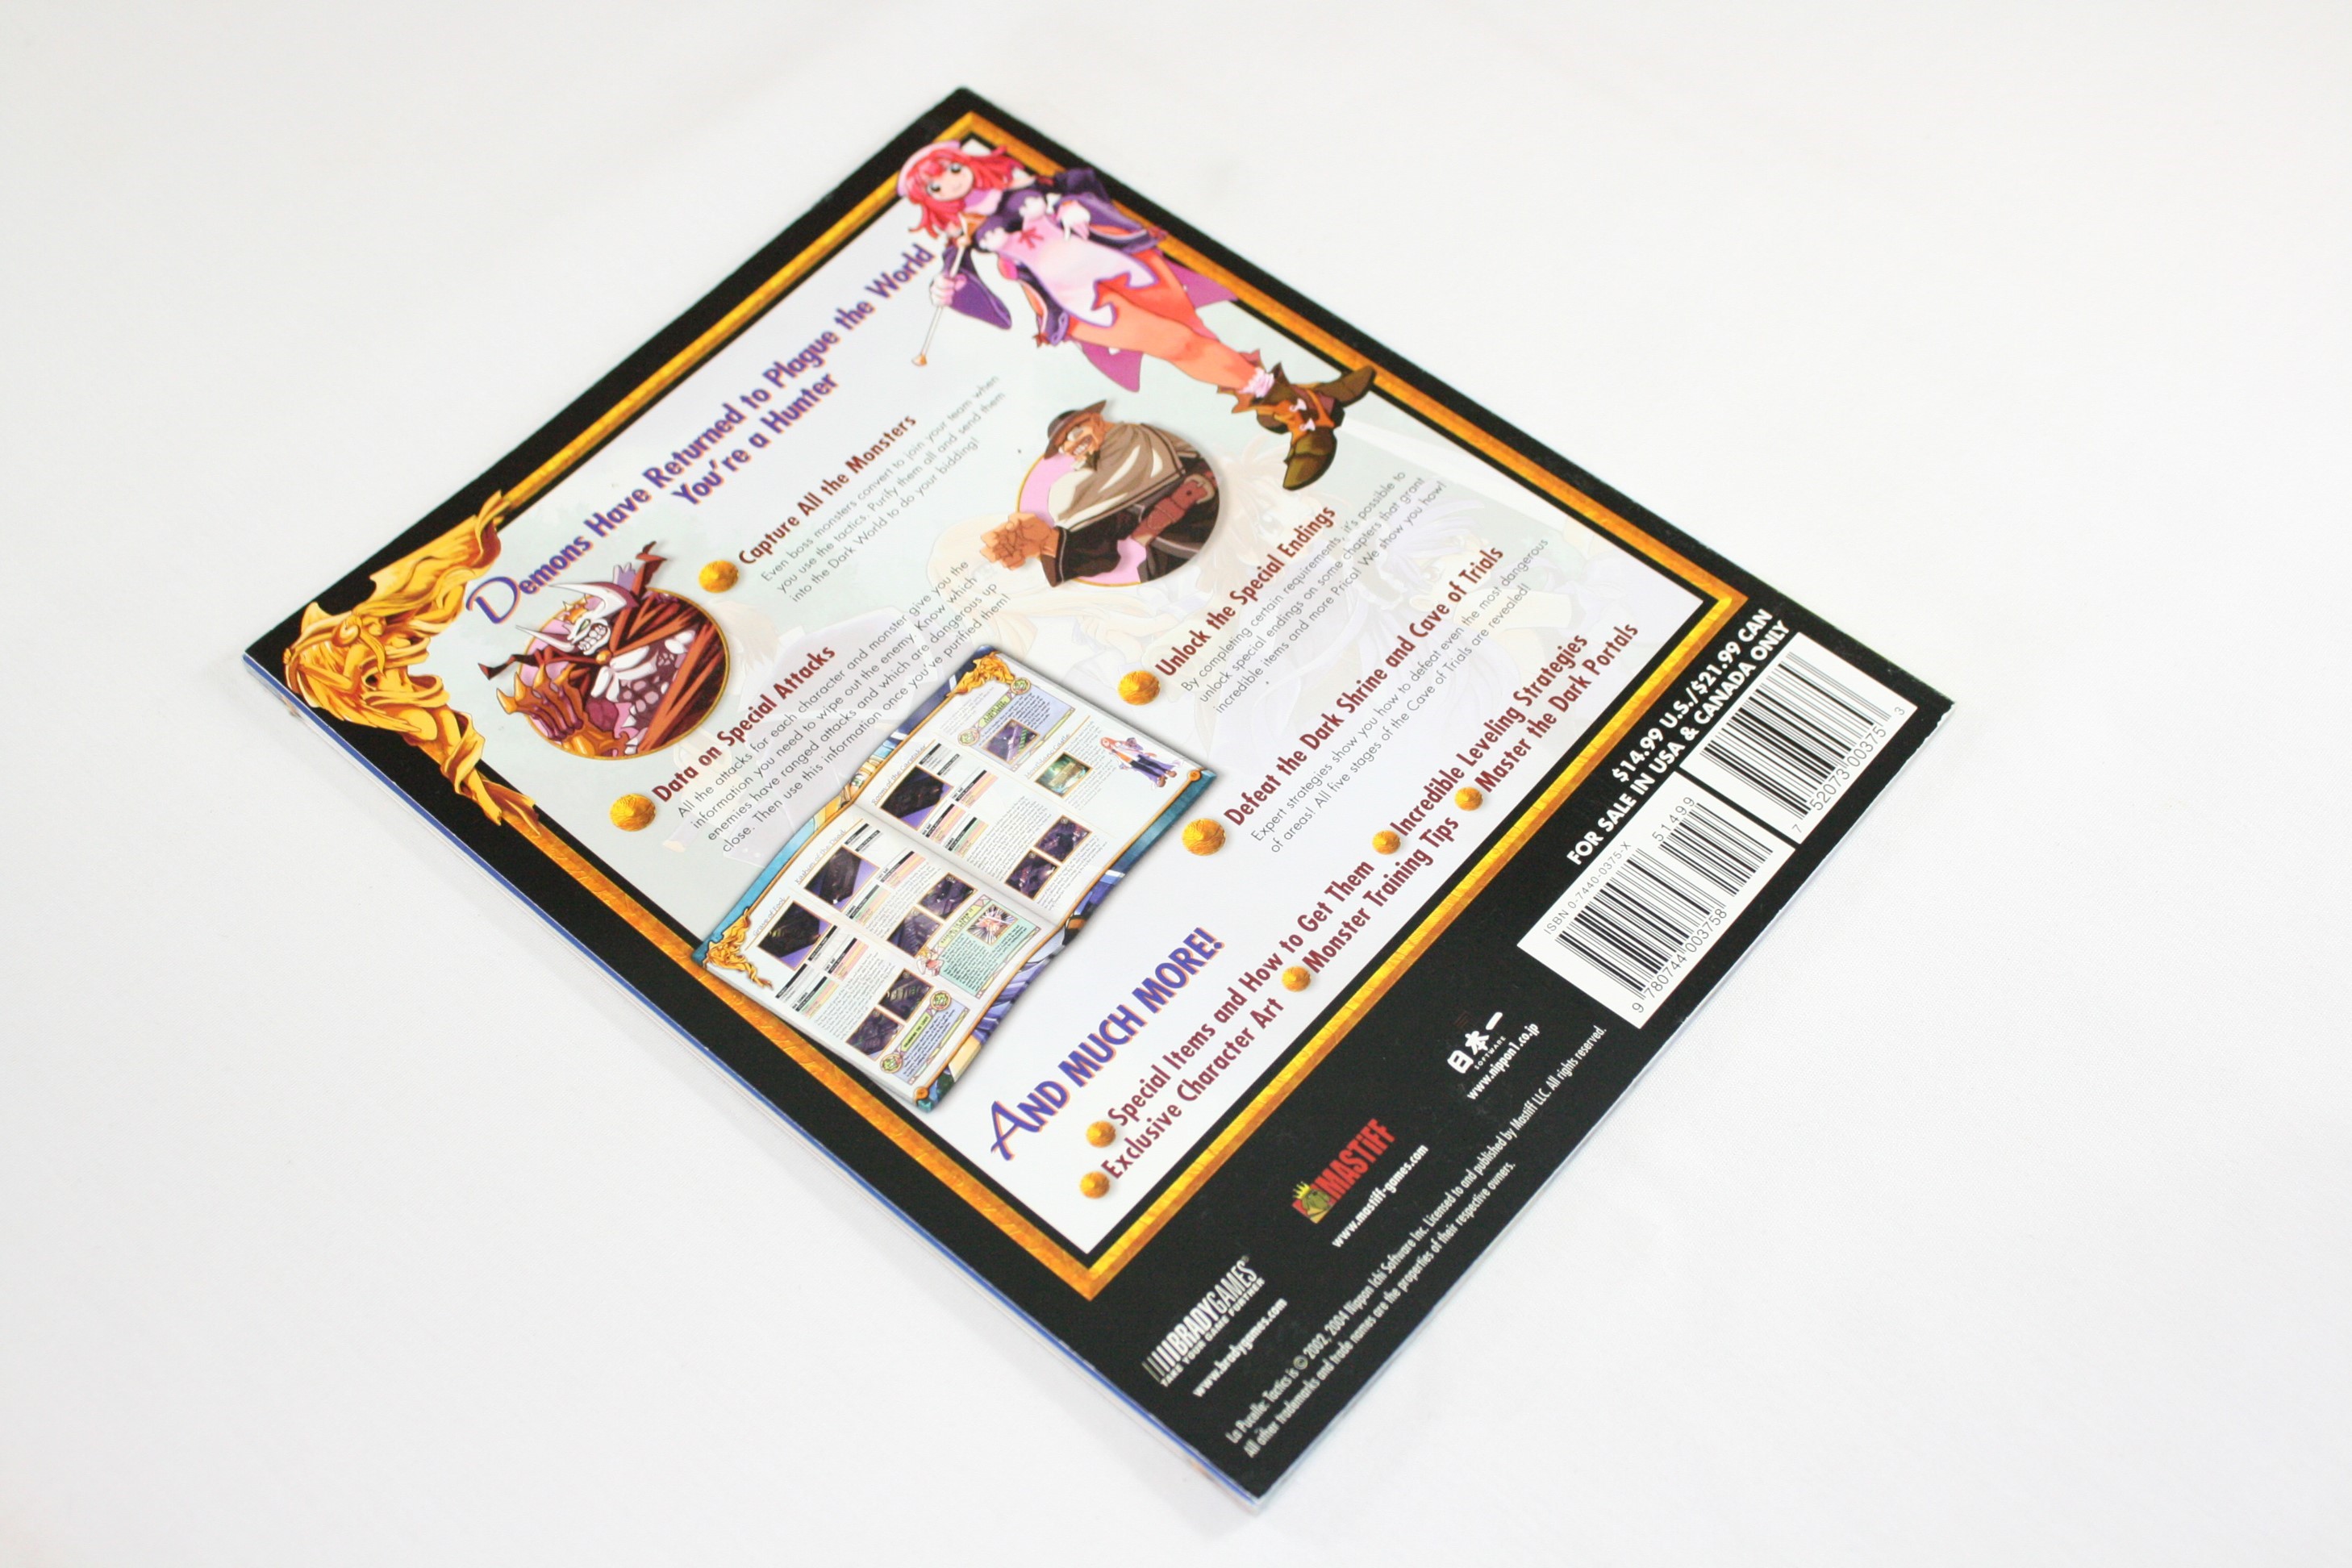 Demons Have Returned to Plague the World
You're a Hunter
Capture All the Monsters
Even boss monsters convert to join your team when
you use the tactics. Purify them all and send them
into the Dark World to do your bidding!
Data on Special Attacks
All the attacks for each character and monster give you the
information you need to wipe out the enemy. Know which
enemies have ranged attacks and which are dangerous up
close. Then use this information once you've purified them!
Unlock the Special Endings
By completing certain requirements, it's possible to
unlock special endings on some chapters that grant
incredible items and more Prica! We show you how!
Defeat the Dark Shrine and Cave of Trials
Expert strategies show you how to defeat even the most dangerous
of areas! All five stages of the Cave of Trials are revealed!
AND MUCH MORE!
Special Items and How to Get Them
Incredible Leveling Strategies
Exclusive Character Art
Monster Training Tips
Master the Dark Portals
$14.99 U.S./$21.99 CAN
FOR SALE IN USA & CANADA ONLY
ISBN 0-7440-0375-X
51499
9 780744 003758
7 52073 00375 3
BRADYGAMES
TAKE YOUR GAME FURTHER
www.bradygames.com
MASTiFF
www.mastiff-games.com
日本一
SOFTWARE
www.nippon1.co.jp
La Pucelle: Tactics is © 2002, 2004 Nippon Ichi Software Inc. Licensed to and published by Mastiff LLC. All rights reserved.
All other trademarks and trade names are the properties of their respective owners.